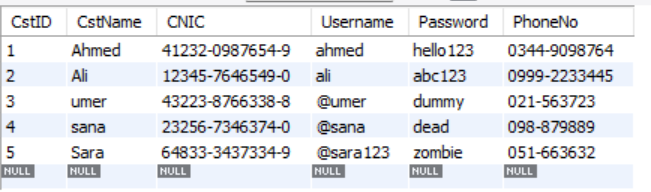 CstID CstName CNIC Username Password PhoneNo
1 Ahmed 41232-0987654-9 ahmed hello123 0344-9098764
2 Ali 12345-7646549-0 ali abc123 0999-2233445
3 umer 43223-8766338-8 @umer dummy 021-563723
4 sana 23256-7346374-0 @sana dead 098-879889
5 Sara 64833-3437334-9 @sara123 zombie 051-663632
NULL NULL NULL NULL NULL NULL